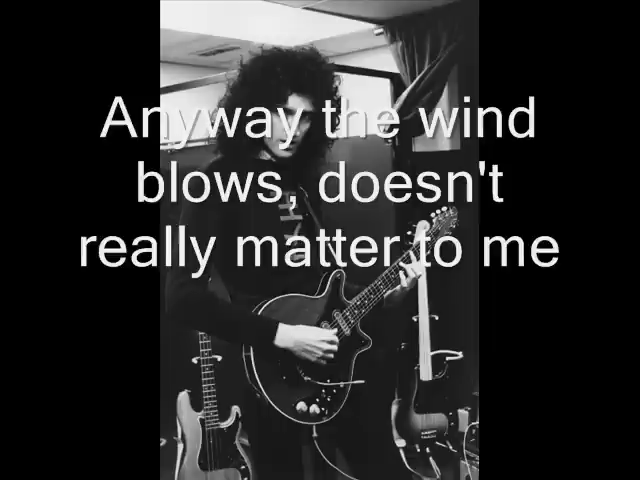 Anyway the wind
blows, doesn't
really matter to me